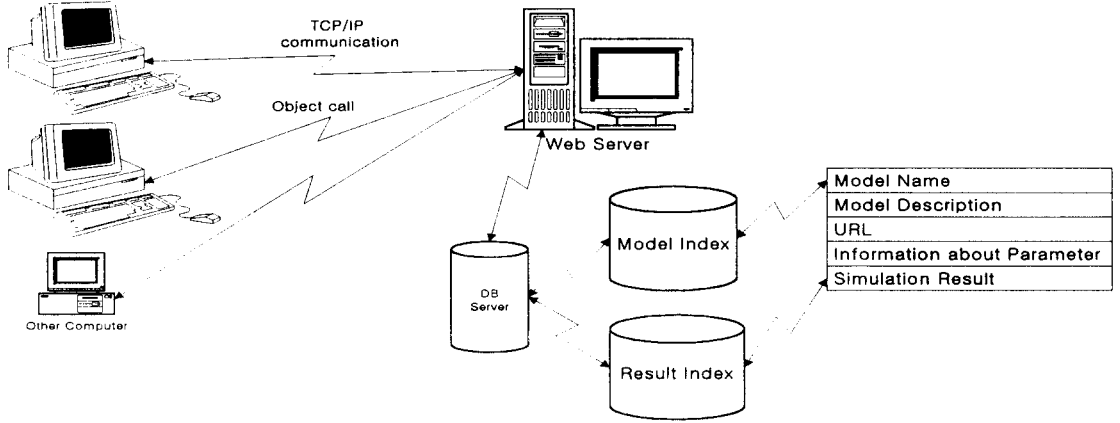 TCP/IP
communication
Object call
Web Server
Other Computer
DB
Server
Model Index
Result Index
Model Name
Model Description
URL
Information about Parameter
Simulation Result